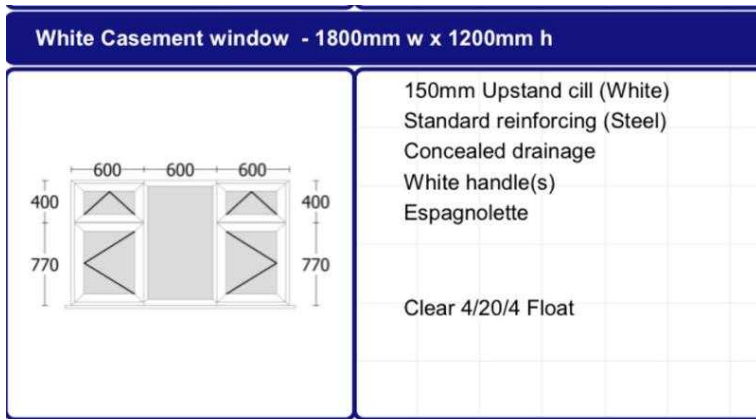 White Casement window - 1800mm w x 1200mm h
600 600 600
400 400
770 770
150mm Upstand cill (White)
Standard reinforcing (Steel)
Concealed drainage
White handle(s)
Espagnolette
Clear 4/20/4 Float